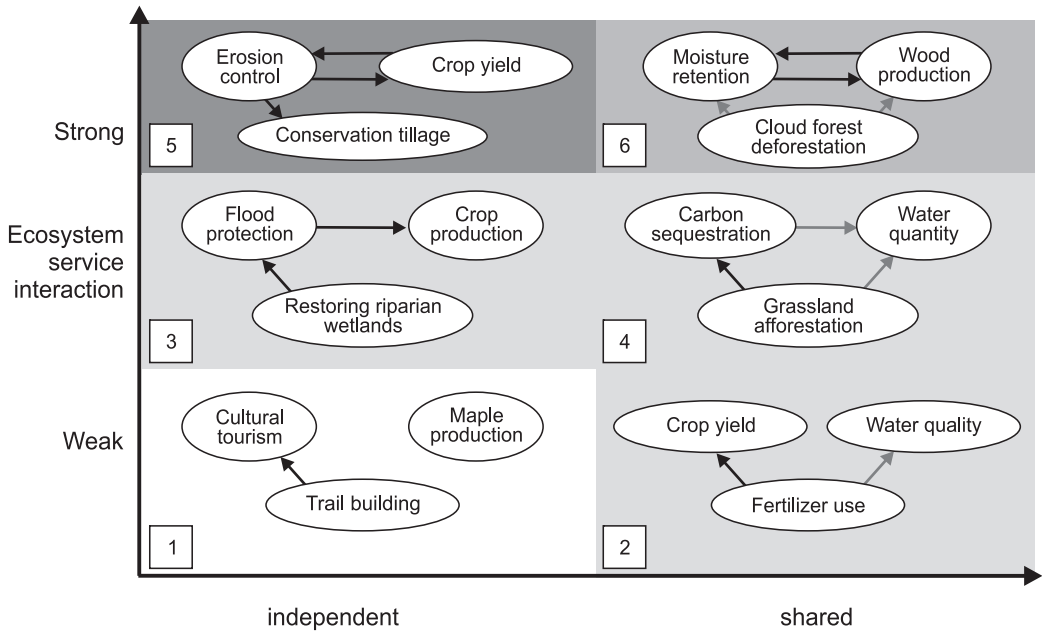 Strong
Erosion
control
Crop yield
Conservation tillage
5
Moisture
retention
Wood
production
Cloud forest
deforestation
6
Ecosystem
service
interaction
Flood
protection
Crop
production
Restoring riparian
wetlands
3
Carbon
sequestration
Water
quantity
Grassland
afforestation
4
Weak
Cultural
tourism
Maple
production
Trail building
1
Crop yield
Water quality
Fertilizer use
2
independent
shared